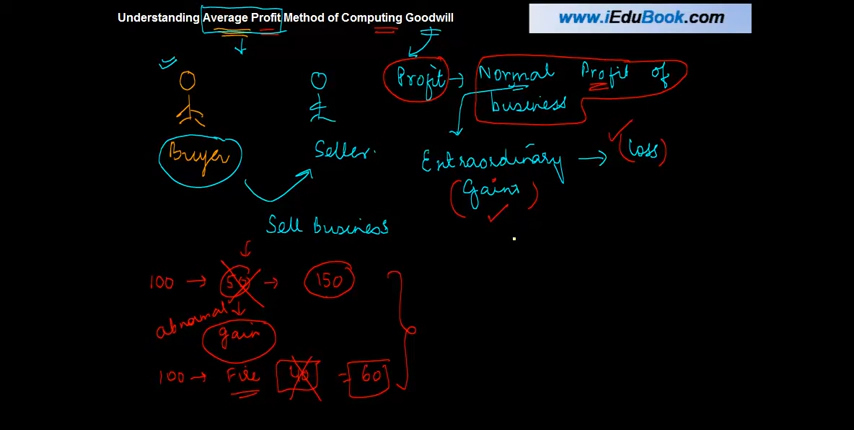 Understanding Average Profit Method of Computing Goodwill
www.iEduBook.com
Profit → Normal Profit of
business
Buyer
Seller
Extraordinary → (Loss)
(Gains)
Sell business
100 → 50 → 150
abnormal
gain
100 → Fire 40 = 60